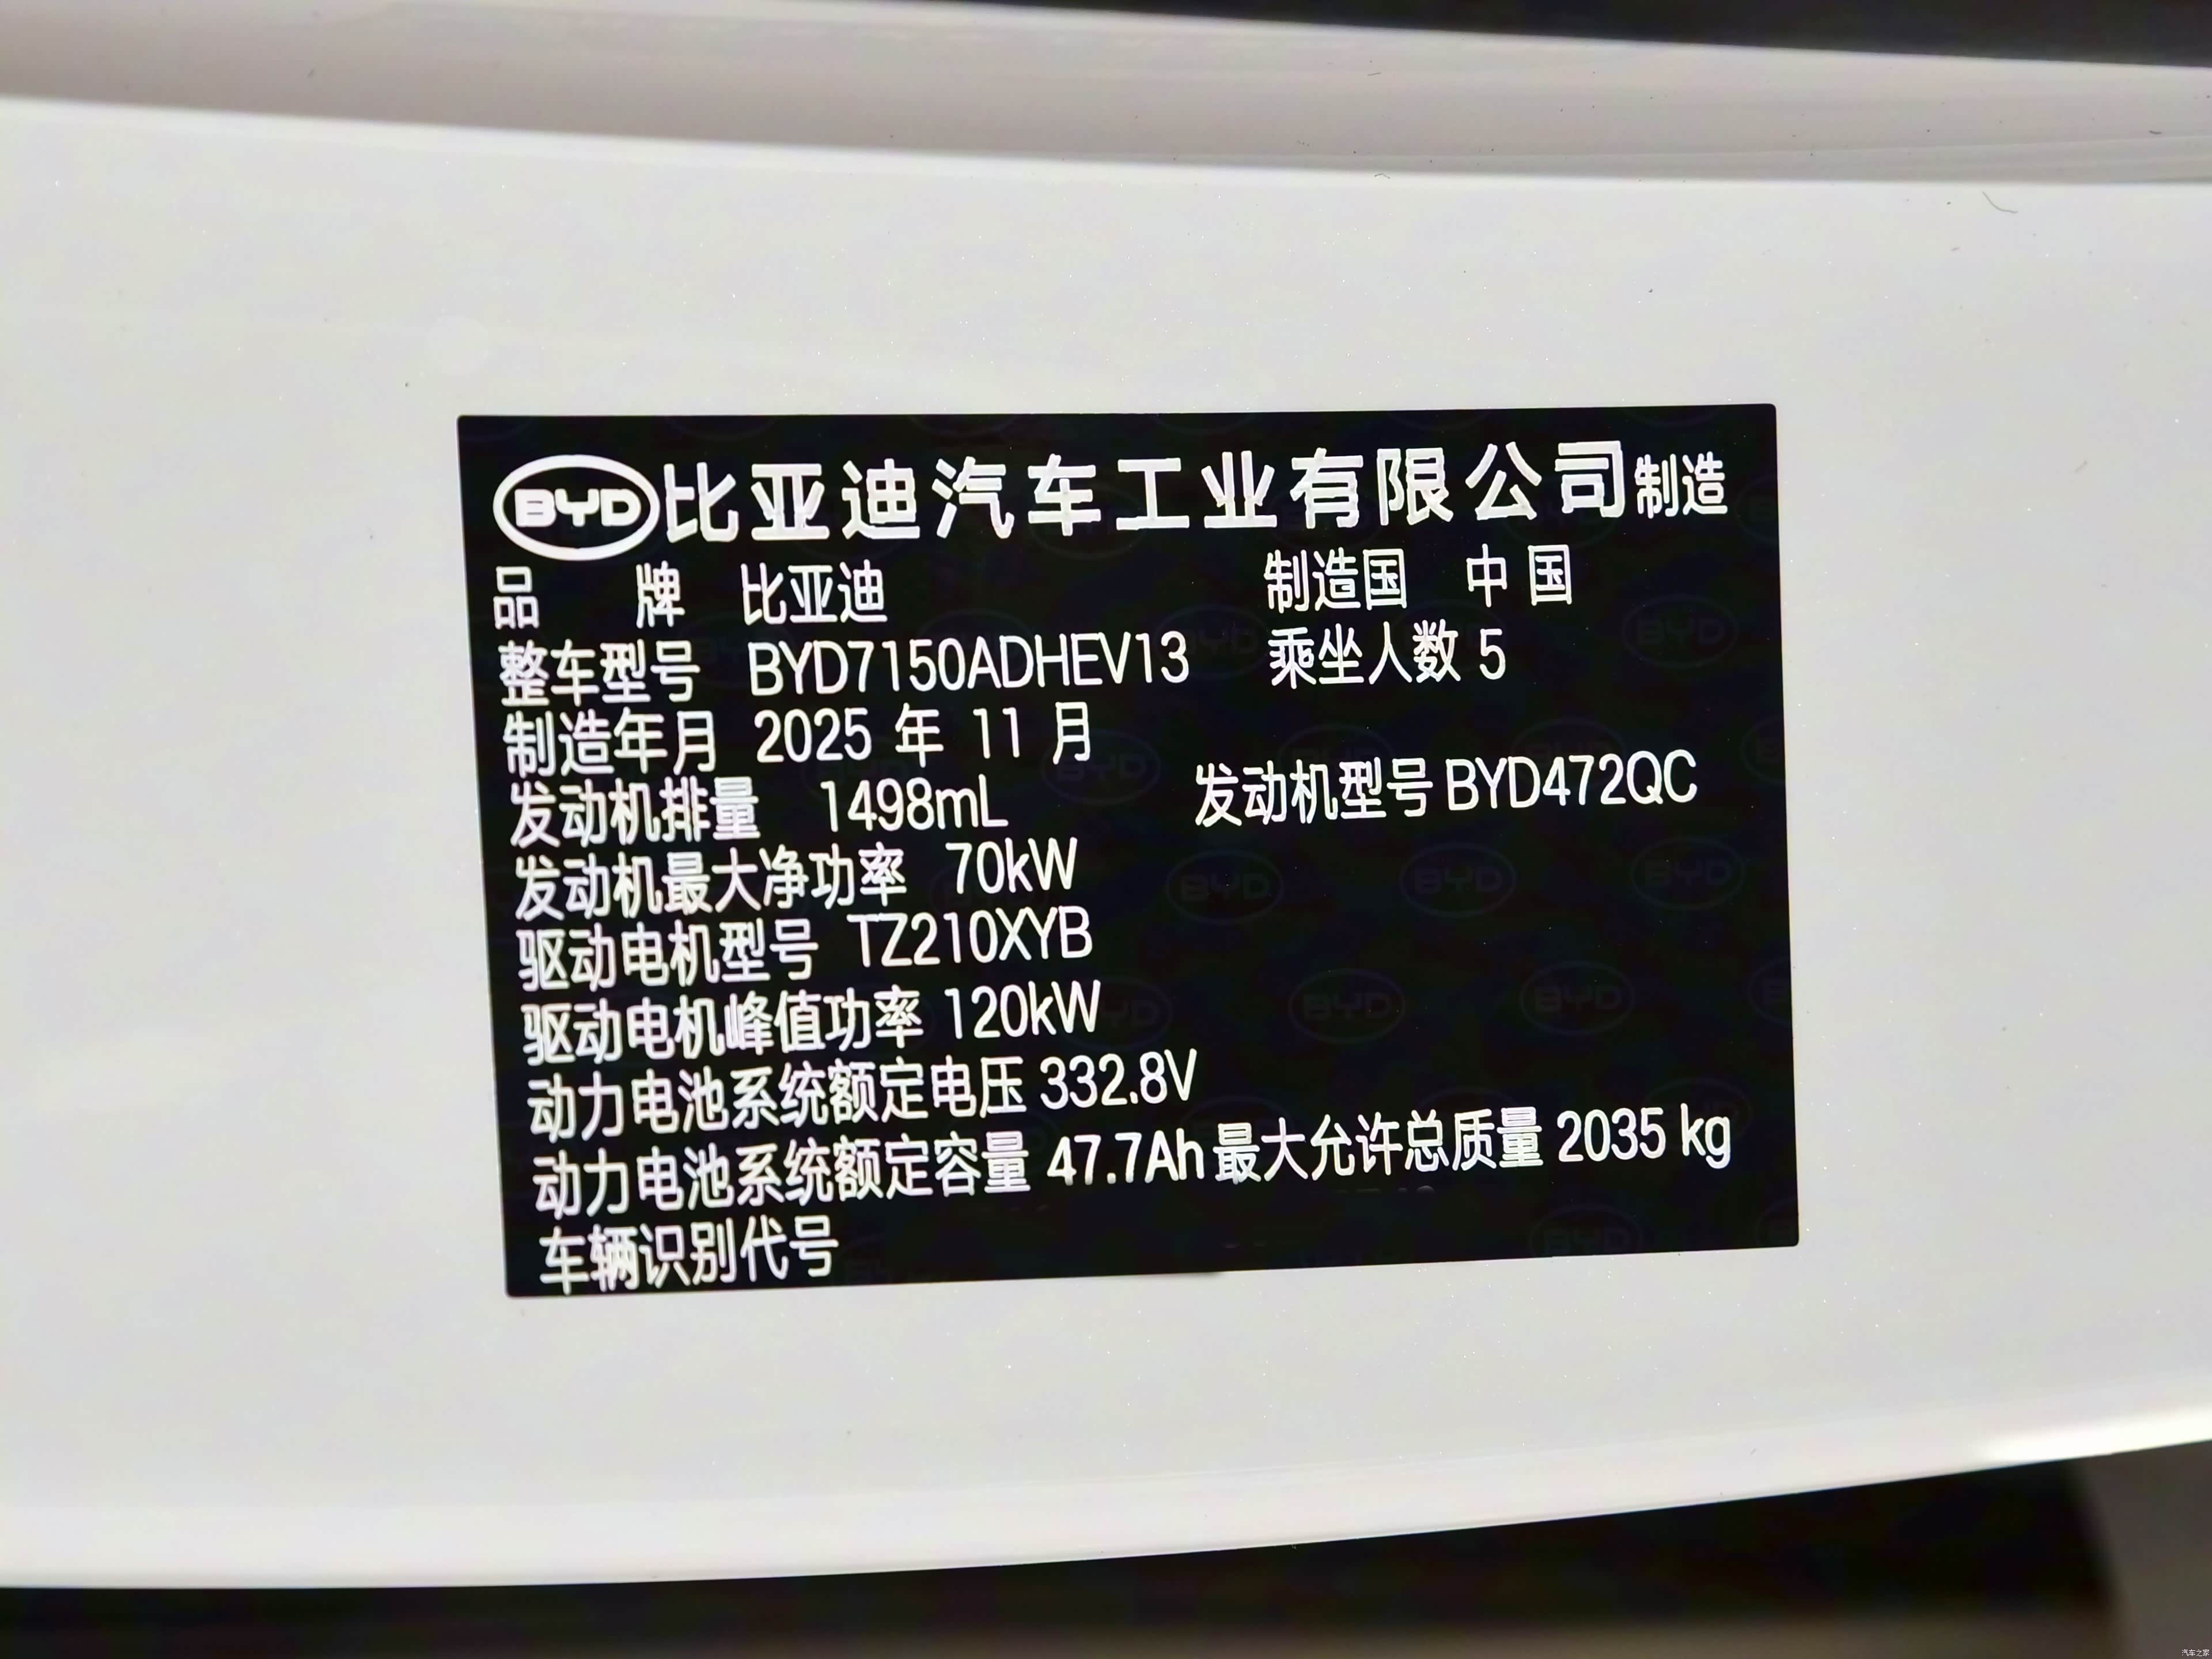 BYD 比亚迪汽车工业有限公司制造
品 牌 比亚迪 制造国 中国
整车型号 BYD7150ADHEV13 乘坐人数 5
制造年月 2025 年 11 月
发动机排量 1498mL 发动机型号 BYD472QC
发动机最大净功率 70kW
驱动电机型号 TZ210XYB
驱动电机峰值功率 120kW
动力电池系统额定电压 332.8V
动力电池系统额定容量 47.7Ah 最大允许总质量 2035 kg
车辆识别代号
汽车之家